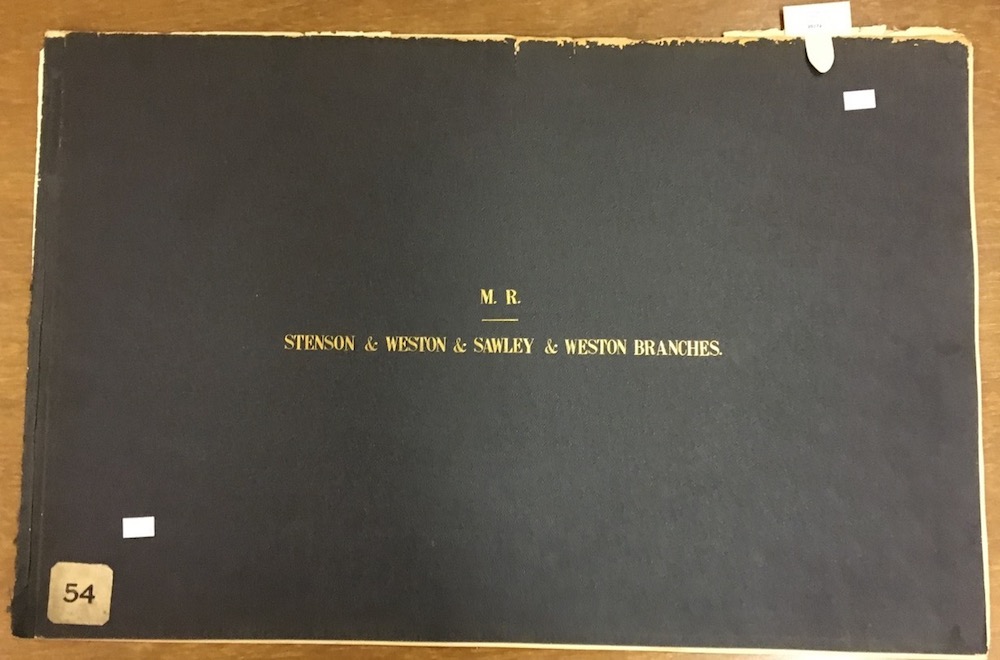 M. R.
STENSON & WESTON & SAWLEY & WESTON BRANCHES.
54